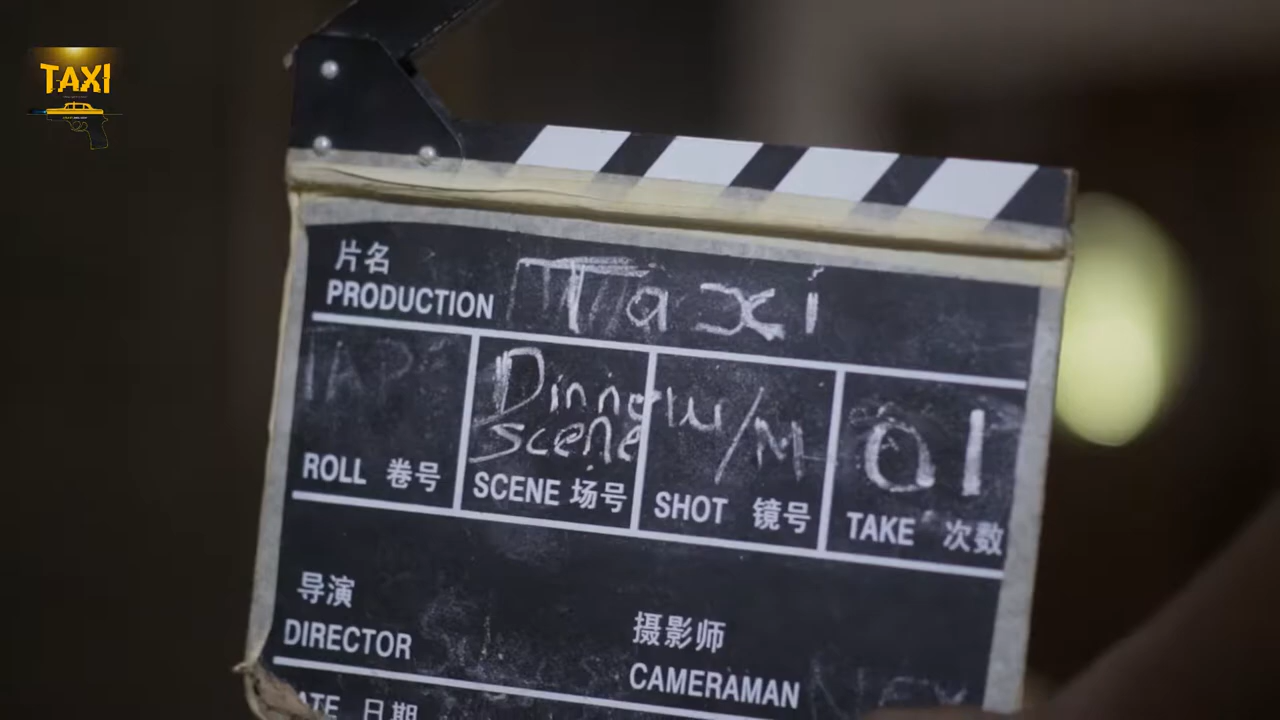 TAXI
片名
PRODUCTION Taxi
TAP
Dinner W/M 01
Scene
ROLL 卷号 SCENE 场号 SHOT 镜号 TAKE 次数
导演
DIRECTOR
摄影师
CAMERAMAN
日期